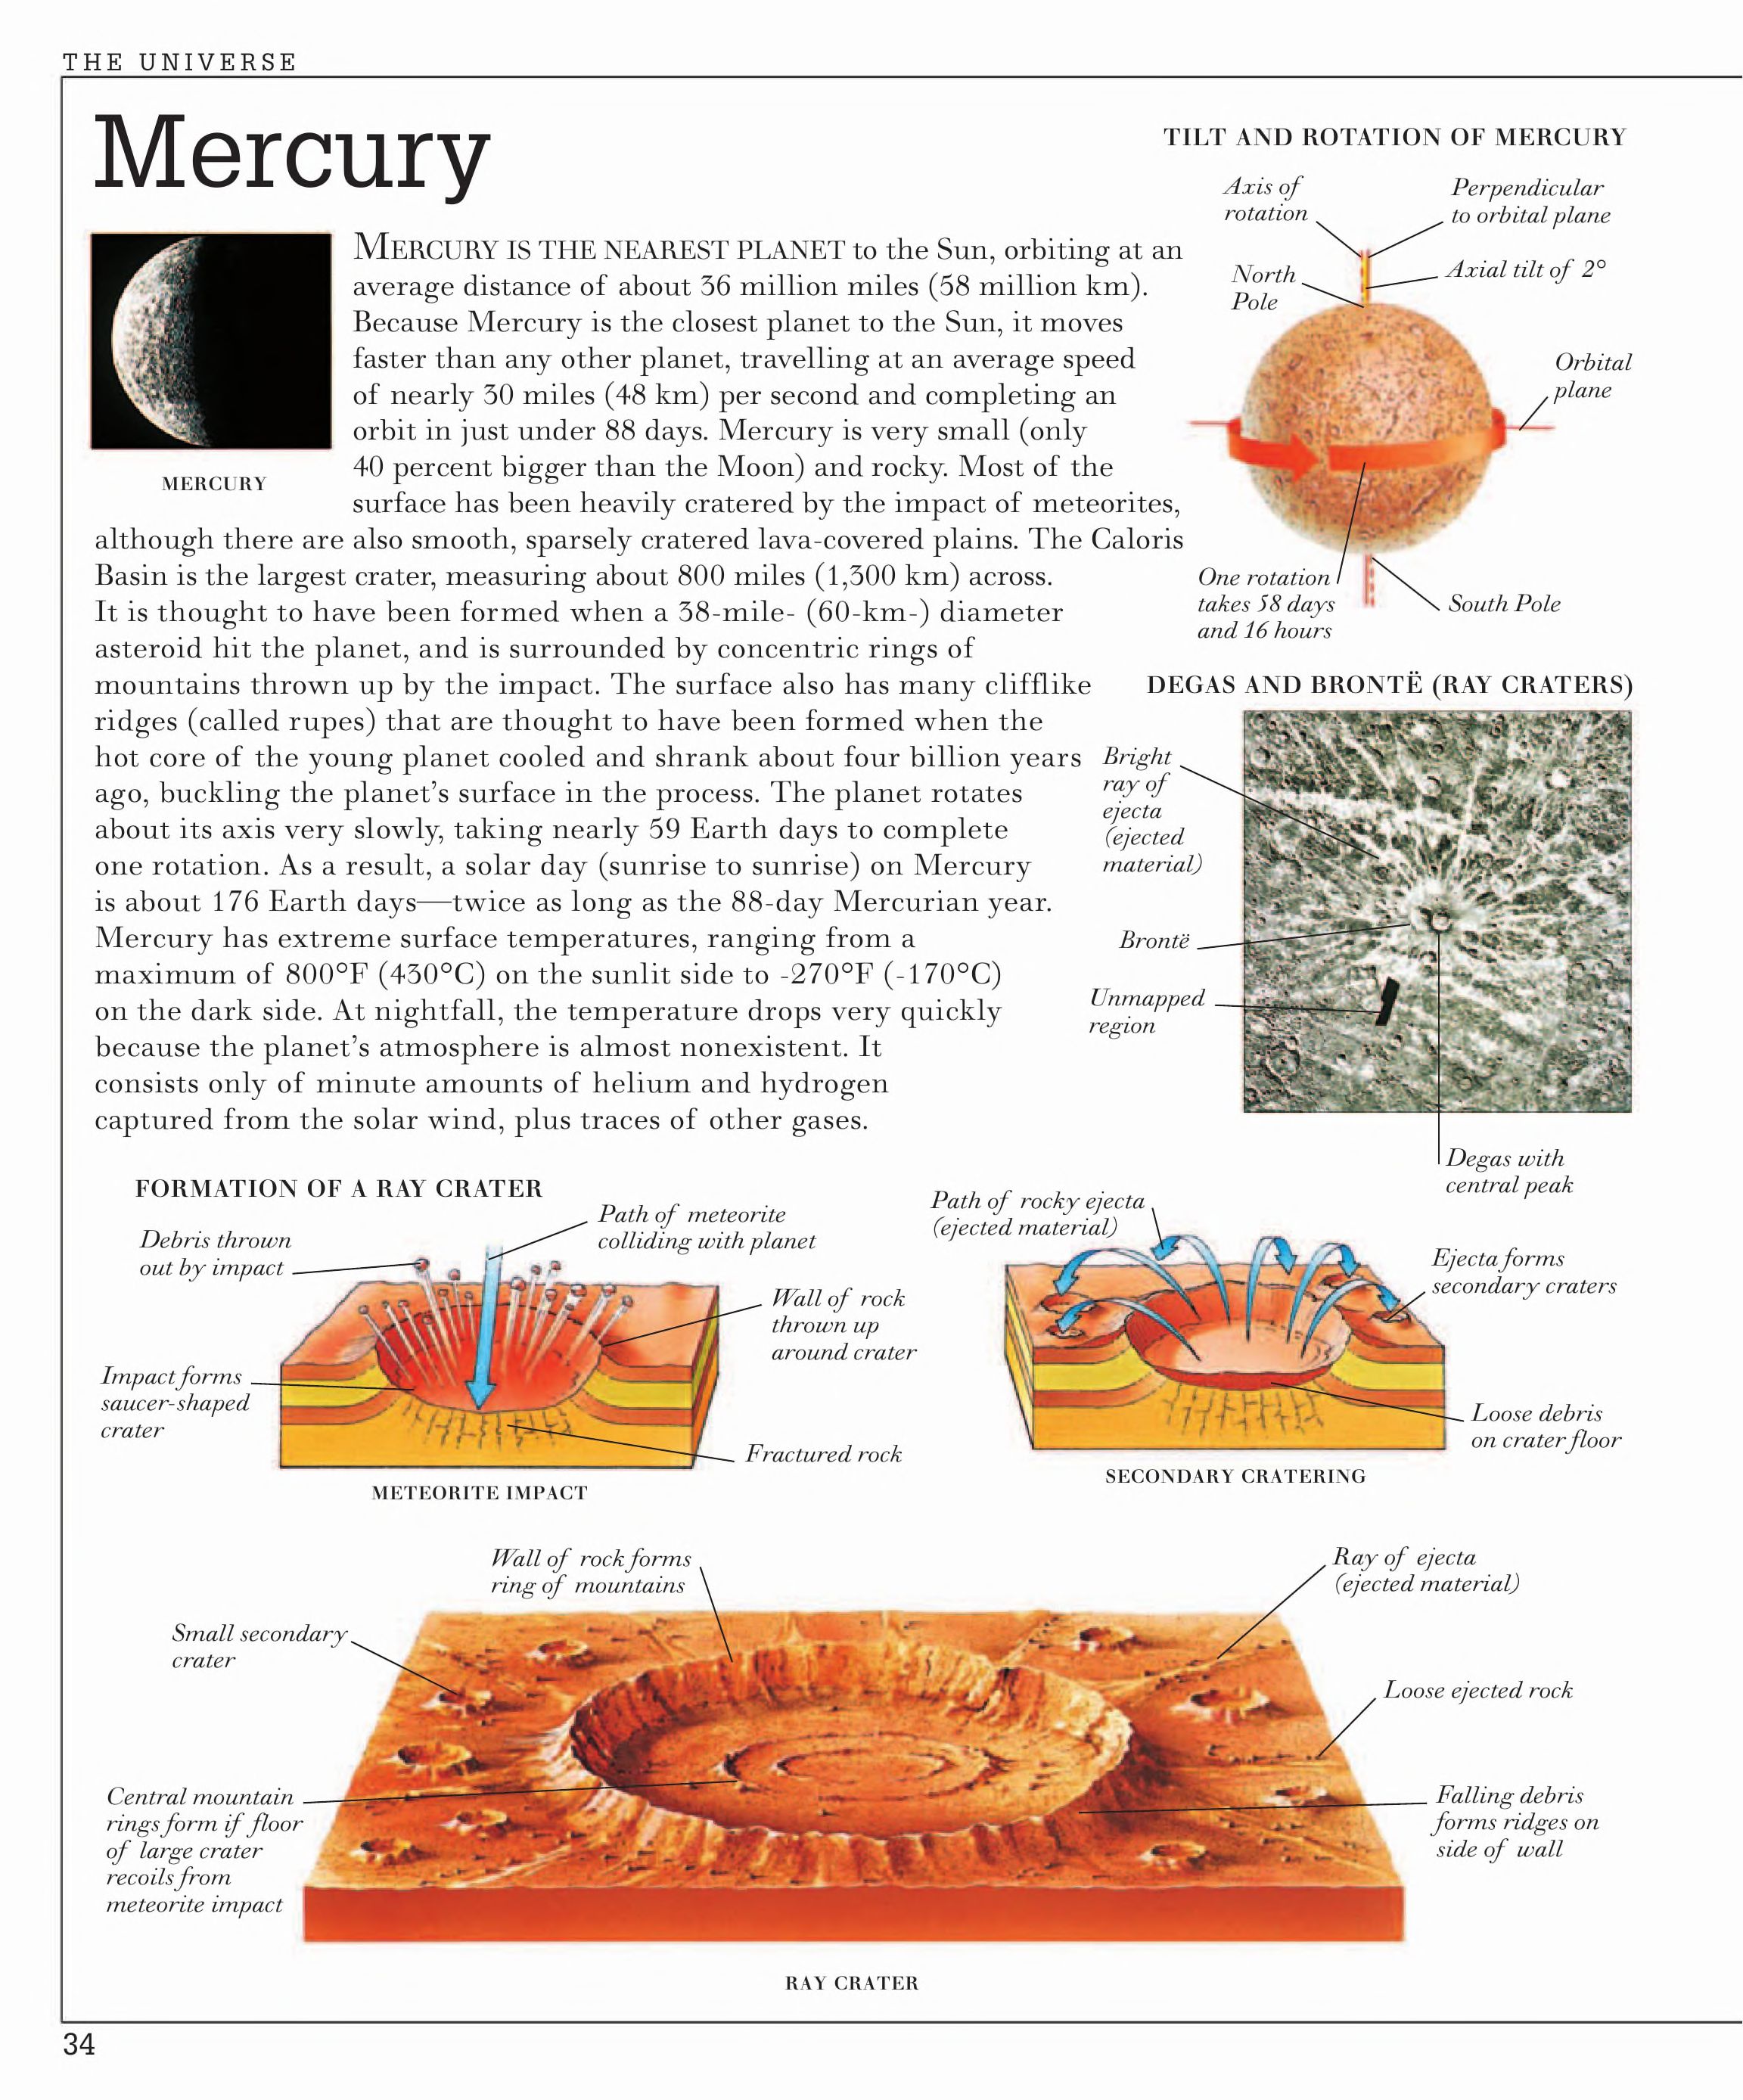 THE UNIVERSE
Mercury
MERCURY
MERCURY IS THE NEAREST PLANET to the Sun, orbiting at an
average distance of about 36 million miles (58 million km).
Because Mercury is the closest planet to the Sun, it moves
faster than any other planet, travelling at an average speed
of nearly 30 miles (48 km) per second and completing an
orbit in just under 88 days. Mercury is very small (only
40 percent bigger than the Moon) and rocky. Most of the
surface has been heavily cratered by the impact of meteorites,
although there are also smooth, sparsely cratered lava-covered plains. The Caloris
Basin is the largest crater, measuring about 800 miles (1,300 km) across.
It is thought to have been formed when a 38-mile- (60-km-) diameter
asteroid hit the planet, and is surrounded by concentric rings of
mountains thrown up by the impact. The surface also has many clifflike
ridges (called rupes) that are thought to have been formed when the
hot core of the young planet cooled and shrank about four billion years
ago, buckling the planet’s surface in the process. The planet rotates
about its axis very slowly, taking nearly 59 Earth days to complete
one rotation. As a result, a solar day (sunrise to sunrise) on Mercury
is about 176 Earth days—twice as long as the 88-day Mercurian year.
Mercury has extreme surface temperatures, ranging from a
maximum of 800°F (430°C) on the sunlit side to -270°F (-170°C)
on the dark side. At nightfall, the temperature drops very quickly
because the planet’s atmosphere is almost nonexistent. It
consists only of minute amounts of helium and hydrogen
captured from the solar wind, plus traces of other gases.
TILT AND ROTATION OF MERCURY
Axis of
rotation
Perpendicular
to orbital plane
North
Pole
Axial tilt of 2°
Orbital
plane
One rotation
takes 58 days
and 16 hours
South Pole
DEGAS AND BRONTË (RAY CRATERS)
Bright
ray of
ejecta
(ejected
material)
Brontë
Unmapped
region
Degas with
central peak
FORMATION OF A RAY CRATER
Debris thrown
out by impact
Path of meteorite
colliding with planet
Wall of rock
thrown up
around crater
Impact forms
saucer-shaped
crater
Fractured rock
METEORITE IMPACT
Path of rocky ejecta
(ejected material)
Ejecta forms
secondary craters
Loose debris
on crater floor
SECONDARY CRATERING
Wall of rock forms
ring of mountains
Ray of ejecta
(ejected material)
Small secondary
crater
Loose ejected rock
Central mountain
rings form if floor
of large crater
recoils from
meteorite impact
Falling debris
forms ridges on
side of wall
RAY CRATER
34